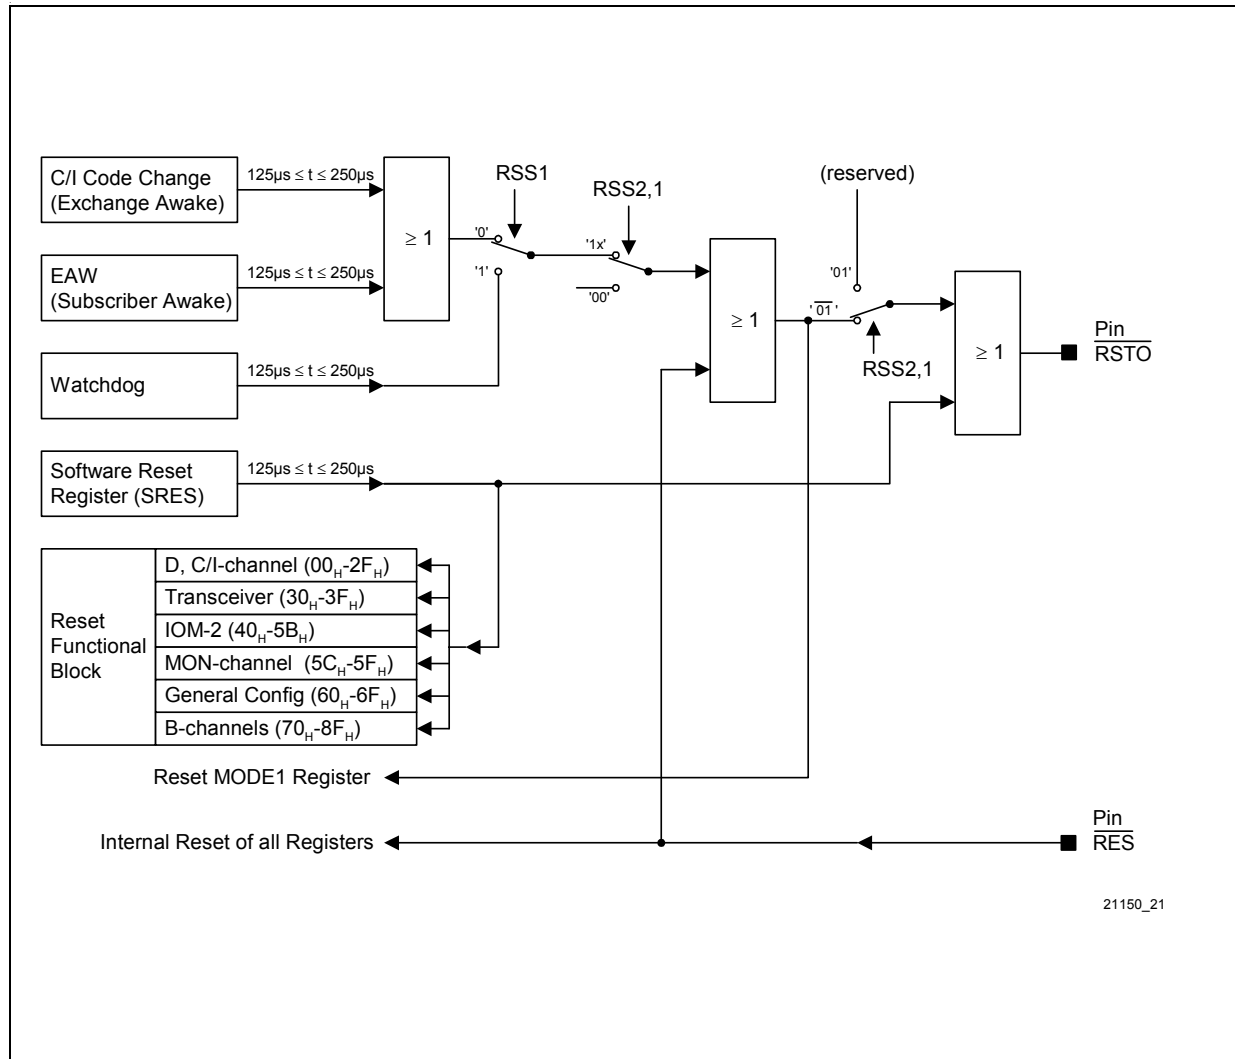 C/I Code Change
(Exchange Awake)
125µs ≤ t ≤ 250µs
≥ 1
RSS1
RSS2,1
(reserved)
'0'
'1x'
'1'
'00'
EAW
(Subscriber Awake)
125µs ≤ t ≤ 250µs
≥ 1
'01'
'01'
RSS2,1
≥ 1
Pin
RSTO
Watchdog
125µs ≤ t ≤ 250µs
Software Reset
Register (SRES)
125µs ≤ t ≤ 250µs
Reset
Functional
Block
D, C/I-channel (00H-2FH)
Transceiver (30H-3FH)
IOM-2 (40H-5BH)
MON-channel (5CH-5FH)
General Config (60H-6FH)
B-channels (70H-8FH)
Reset MODE1 Register
Internal Reset of all Registers
Pin
RES
21150_21